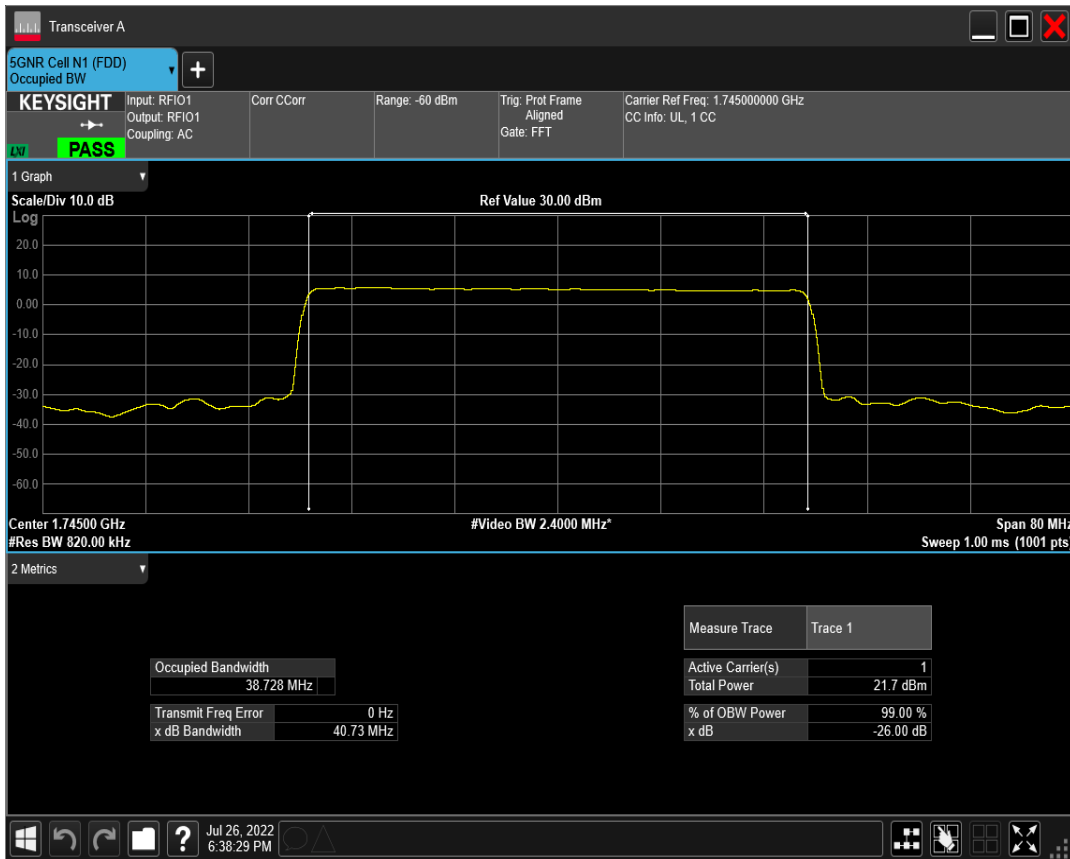 Transceiver A
5GNR Cell N1 (FDD)
Occupied BW
+
KEYSIGHT
LXI
PASS
Input: RFIO1
Output: RFIO1
Coupling: AC
Corr CCorr
Range: -60 dBm
Trig: Prot Frame
Aligned
Gate: FFT
Carrier Ref Freq: 1.745000000 GHz
CC Info: UL, 1 CC
1 Graph
Scale/Div 10.0 dB
Ref Value 30.00 dBm
Log
20.0
10.0
0.00
-10.0
-20.0
-30.0
-40.0
-50.0
-60.0
Center 1.74500 GHz
#Video BW 2.4000 MHz*
Span 80 MHz
#Res BW 820.00 kHz
Sweep 1.00 ms (1001 pts)
2 Metrics
Measure Trace Trace 1
Occupied Bandwidth
38.728 MHz
Active Carrier(s) 1
Total Power 21.7 dBm
Transmit Freq Error 0 Hz
x dB Bandwidth 40.73 MHz
% of OBW Power 99.00 %
x dB -26.00 dB
?
Jul 26, 2022
6:38:29 PM